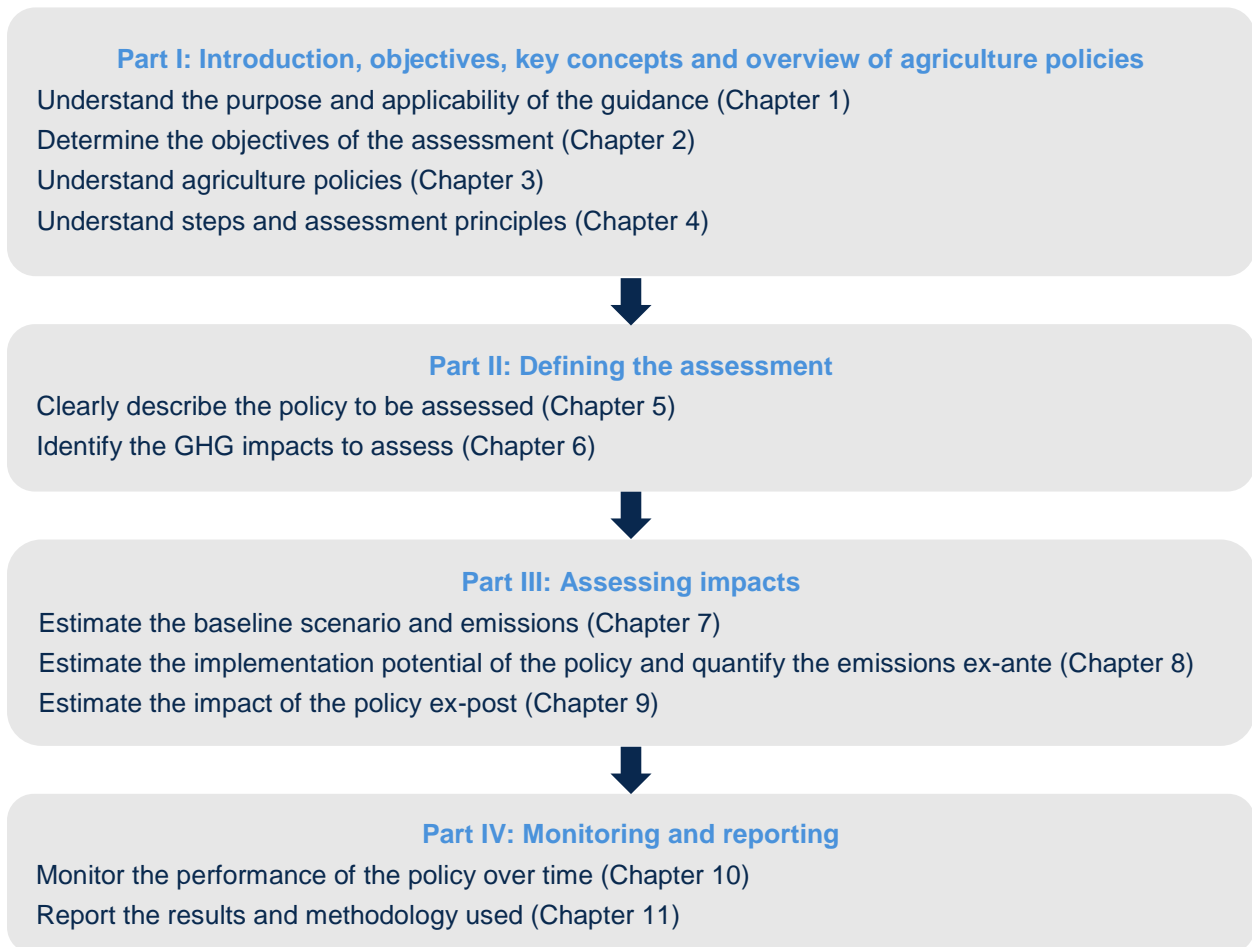 Part I: Introduction, objectives, key concepts and overview of agriculture policies
Understand the purpose and applicability of the guidance (Chapter 1)
Determine the objectives of the assessment (Chapter 2)
Understand agriculture policies (Chapter 3)
Understand steps and assessment principles (Chapter 4)
Part II: Defining the assessment
Clearly describe the policy to be assessed (Chapter 5)
Identify the GHG impacts to assess (Chapter 6)
Part III: Assessing impacts
Estimate the baseline scenario and emissions (Chapter 7)
Estimate the implementation potential of the policy and quantify the emissions ex-ante (Chapter 8)
Estimate the impact of the policy ex-post (Chapter 9)
Part IV: Monitoring and reporting
Monitor the performance of the policy over time (Chapter 10)
Report the results and methodology used (Chapter 11)